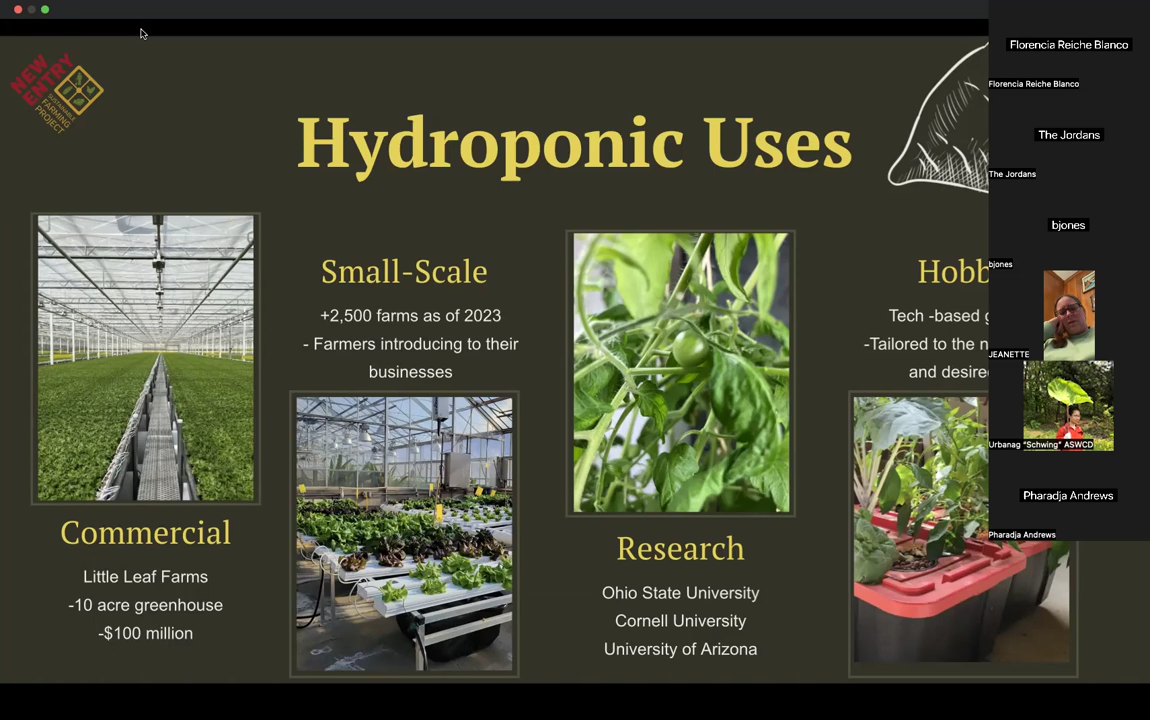 NEW
ENTRY
SUSTAINABLE
FARMING
PROJECT
Hydroponic Uses
Commercial
Little Leaf Farms
-10 acre greenhouse
-$100 million
Small-Scale
+2,500 farms as of 2023
- Farmers introducing to their
businesses
Research
Ohio State University
Cornell University
University of Arizona
Hobb
Tech -based g
-Tailored to the n
and desire
Florencia Reiche Blanco
Florencia Reiche Blanco
The Jordans
The Jordans
bjones
bjones
JEANETTE
Urbanag "Schwing" ASWCD
Pharadja Andrews
Pharadja Andrews